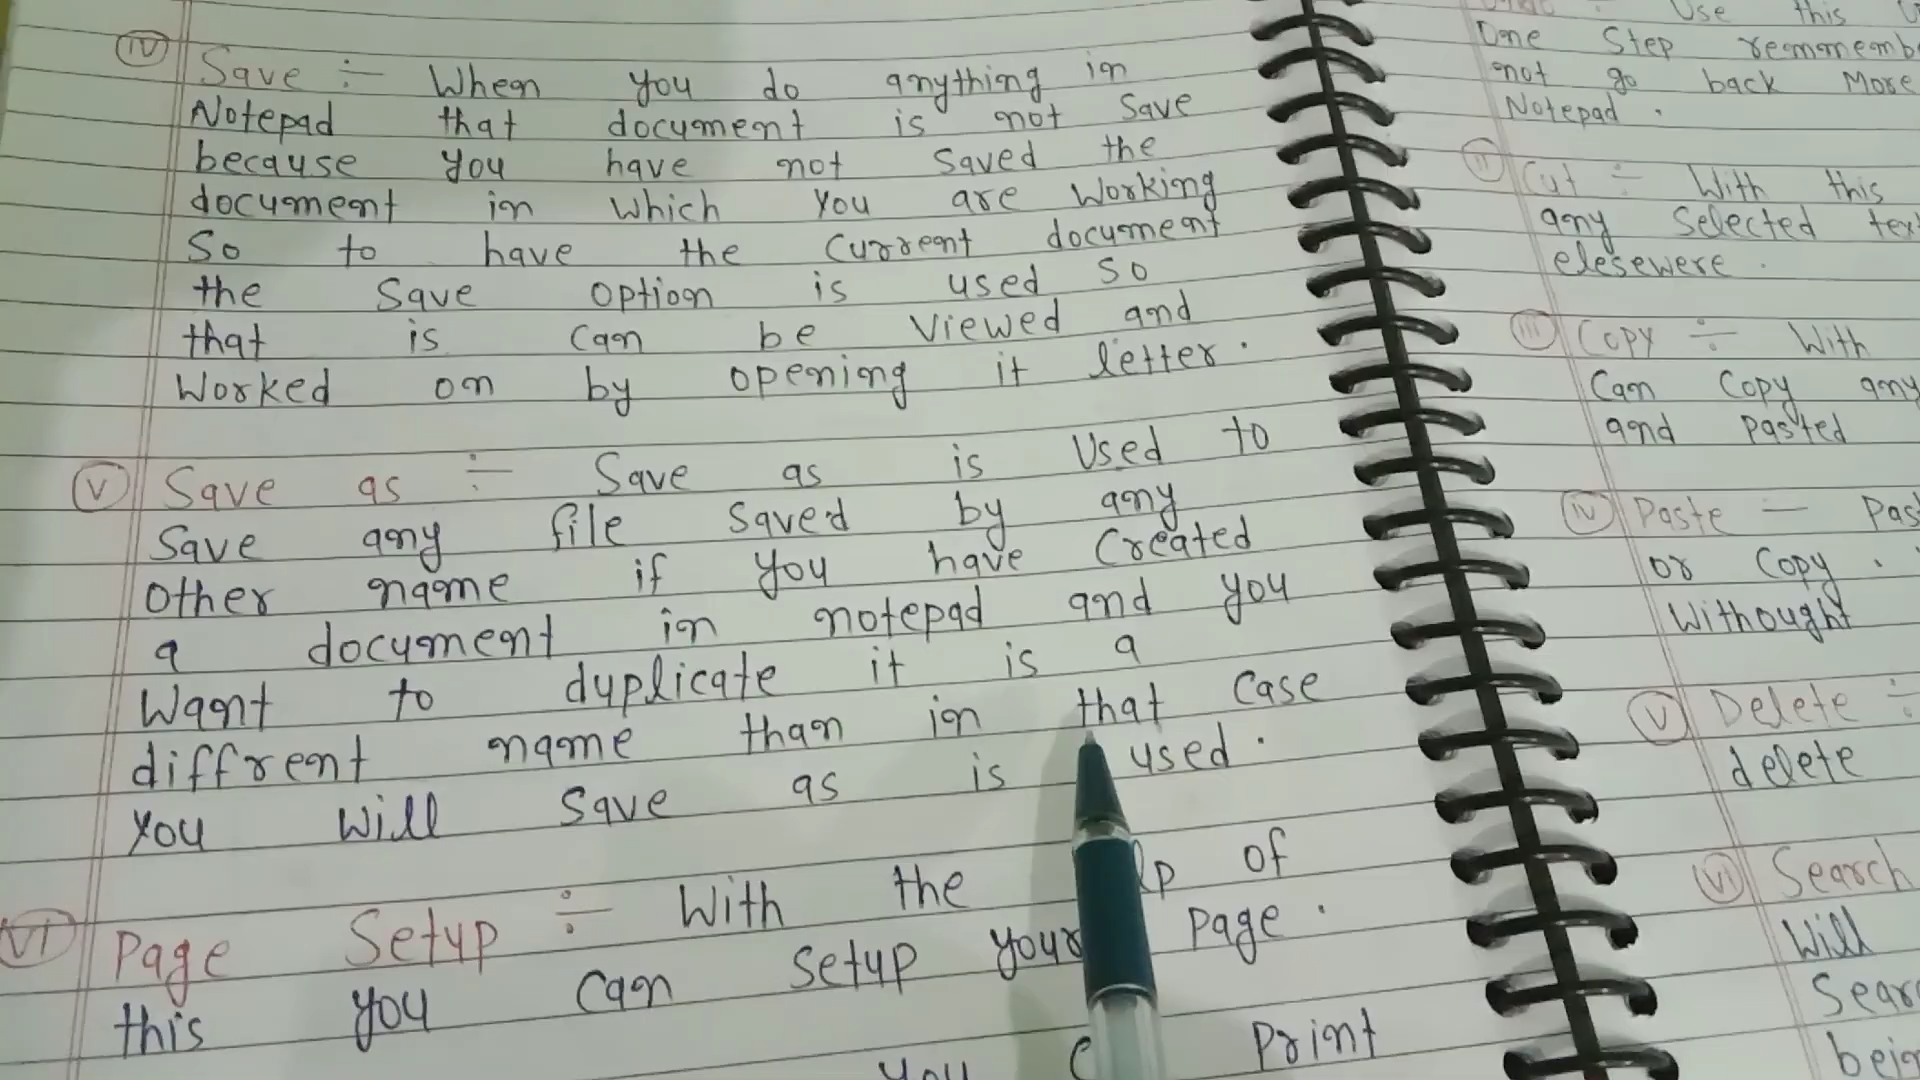 (iv) Save ÷ When you do anything in
Notepad that document is not Save
because you have not saved the
document in which you are working
So to have the Current document
the Save option is used so
that is can be viewed and
Worked on by opening it letter.
(v) Save as ÷ Save as is Used to
Save any file saved by any
Other name if you have Created
a document in notepad and you
Want to duplicate it is a
diffrent name than in that Case
You will Save as is used.
(vi) Page Setup ÷ With the of
this you can setup your Page.
you Print
Use this
One Step remmemb
not go back More
Notepad.
(ii) Cut ÷ With this
any Selected tex
elesewere.
(iii) Copy ÷ With
Can Copy any
and Pasted
(iv) Paste — Pas
or Copy.
Withought
(v) Delete ÷
delete
(vi) Search
Will
Sear
bein